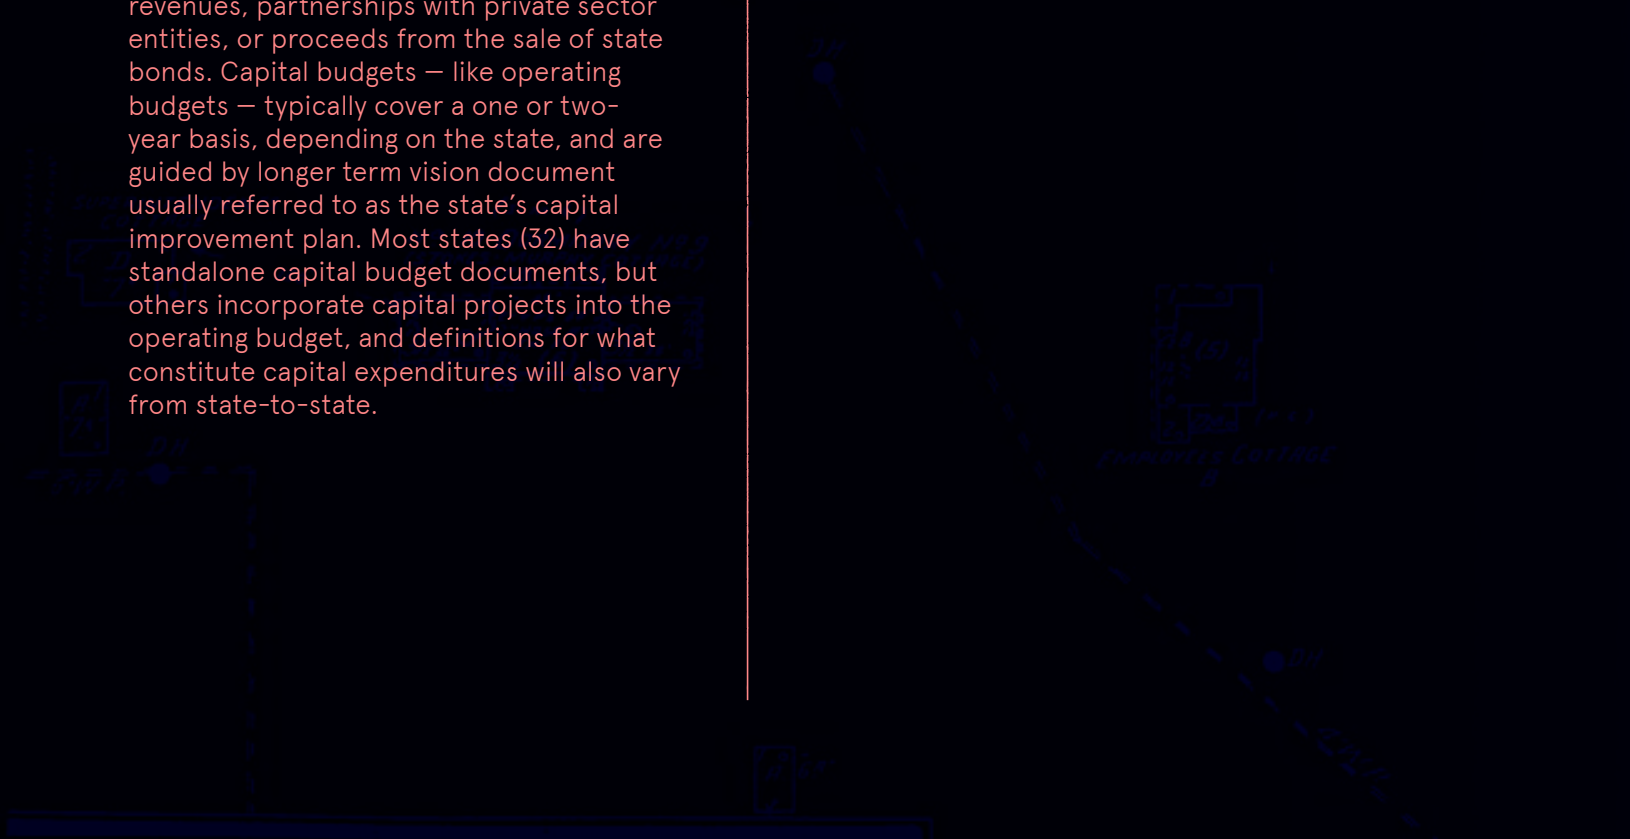 revenues, partnerships with private sector
entities, or proceeds from the sale of state
bonds. Capital budgets — like operating
budgets — typically cover a one or two-
year basis, depending on the state, and are
guided by longer term vision document
usually referred to as the state’s capital
improvement plan. Most states (32) have
standalone capital budget documents, but
others incorporate capital projects into the
operating budget, and definitions for what
constitute capital expenditures will also vary
from state-to-state.
DH
DH
COTTAGE
DH